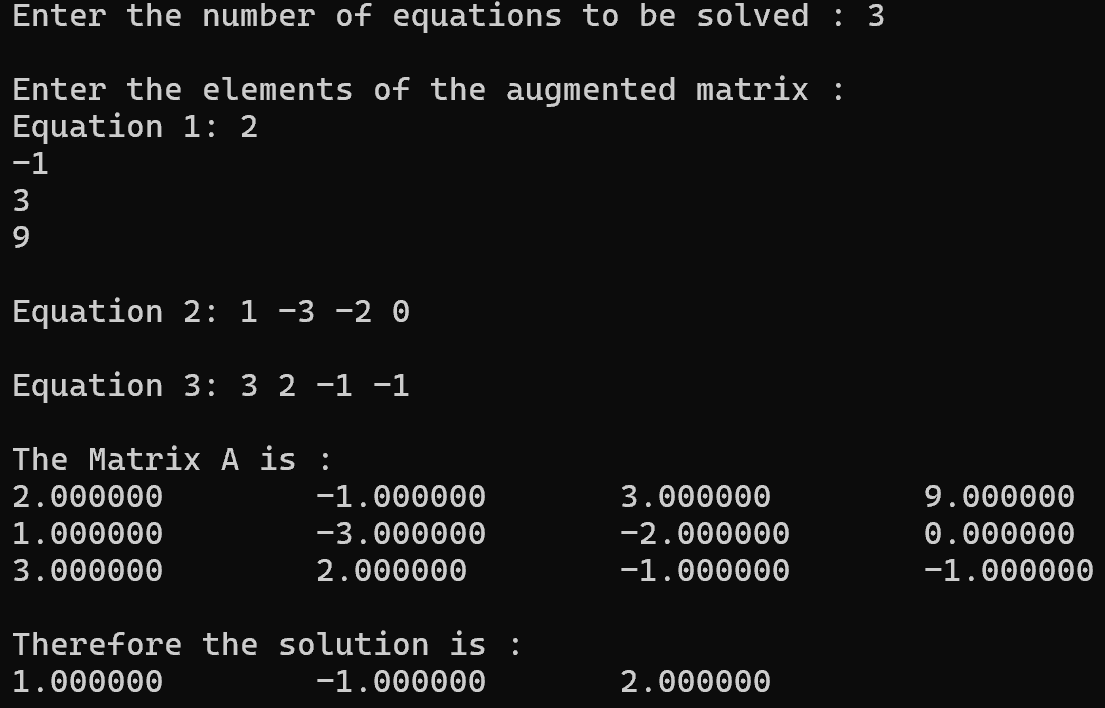 Enter the number of equations to be solved : 3
Enter the elements of the augmented matrix :
Equation 1: 2
-1
3
9
Equation 2: 1 -3 -2 0
Equation 3: 3 2 -1 -1
The Matrix A is :
2.000000 -1.000000 3.000000 9.000000
1.000000 -3.000000 -2.000000 0.000000
3.000000 2.000000 -1.000000 -1.000000
Therefore the solution is :
1.000000 -1.000000 2.000000